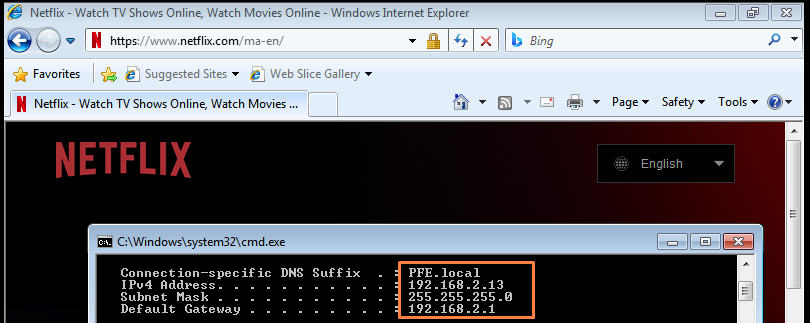 Netflix - Watch TV Shows Online, Watch Movies Online - Windows Internet Explorer
https://www.netflix.com/ma-en/
Bing
Favorites Suggested Sites Web Slice Gallery
Netflix - Watch TV Shows Online, Watch Movies ... Page Safety Tools
NETFLIX
English
C:\Windows\system32\cmd.exe
Connection-specific DNS Suffix . : PFE.local
IPv4 Address. . . . . . . . . . . : 192.168.2.13
Subnet Mask . . . . . . . . . . . : 255.255.255.0
Default Gateway . . . . . . . . . : 192.168.2.1